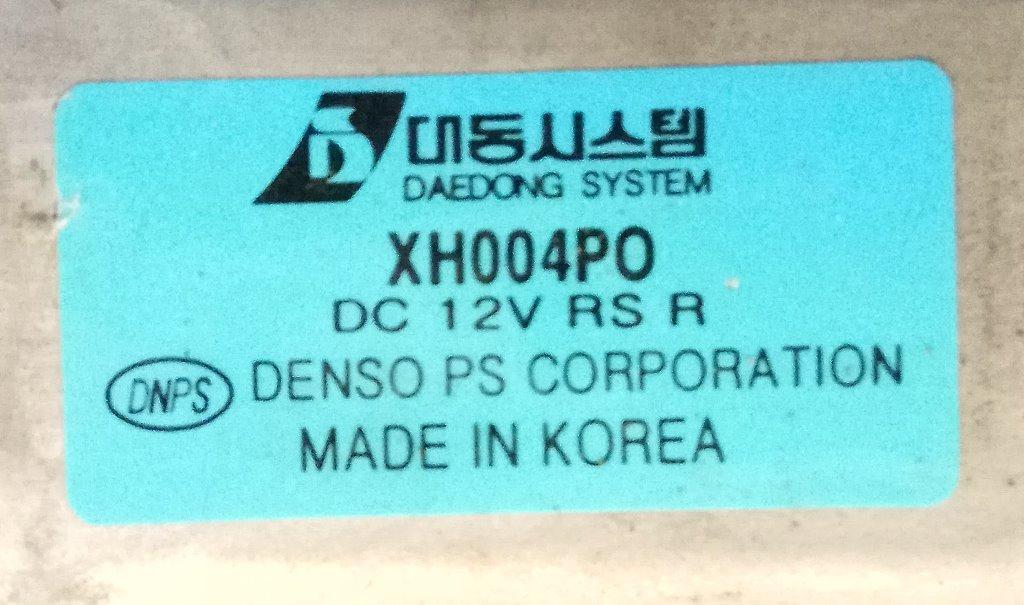 대동시스템
DAEDONG SYSTEM
XH004PO
DC 12V RS R
DNPS DENSO PS CORPORATION
MADE IN KOREA